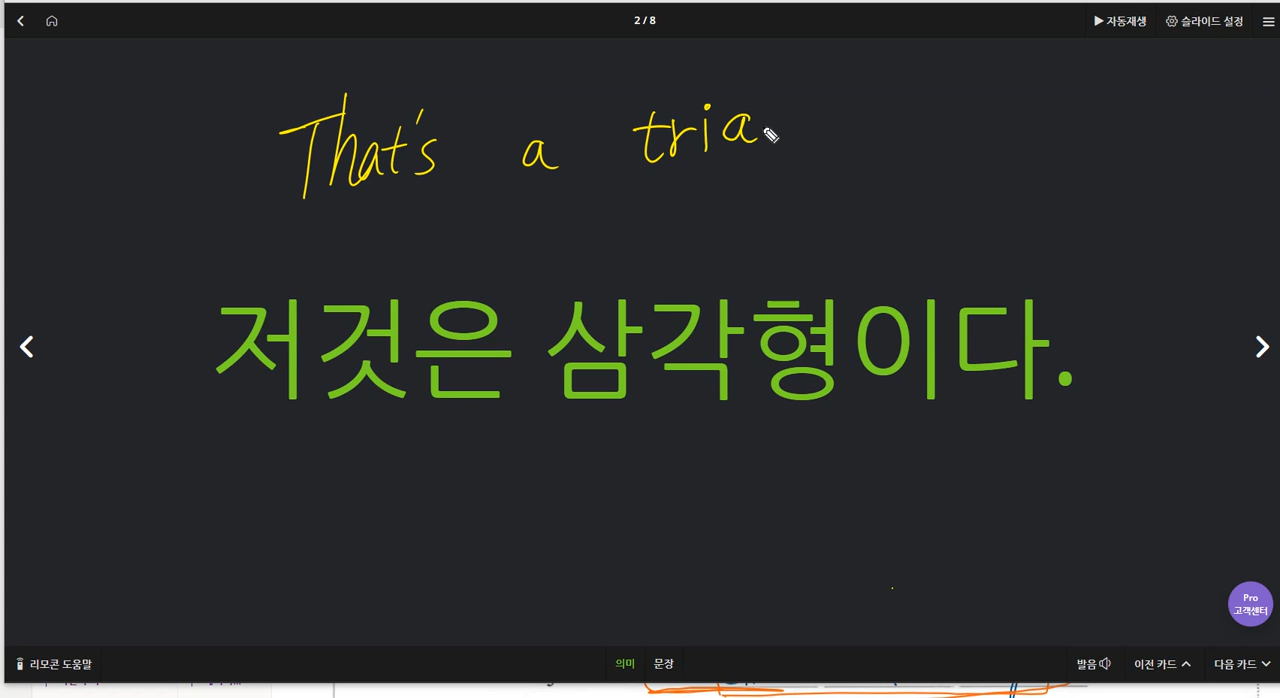 2 / 8
자동재생
슬라이드 설정
That's a tria
저것은 삼각형이다.
Pro
고객센터
리모콘 도움말
의미
문장
발음
이전 카드
다음 카드